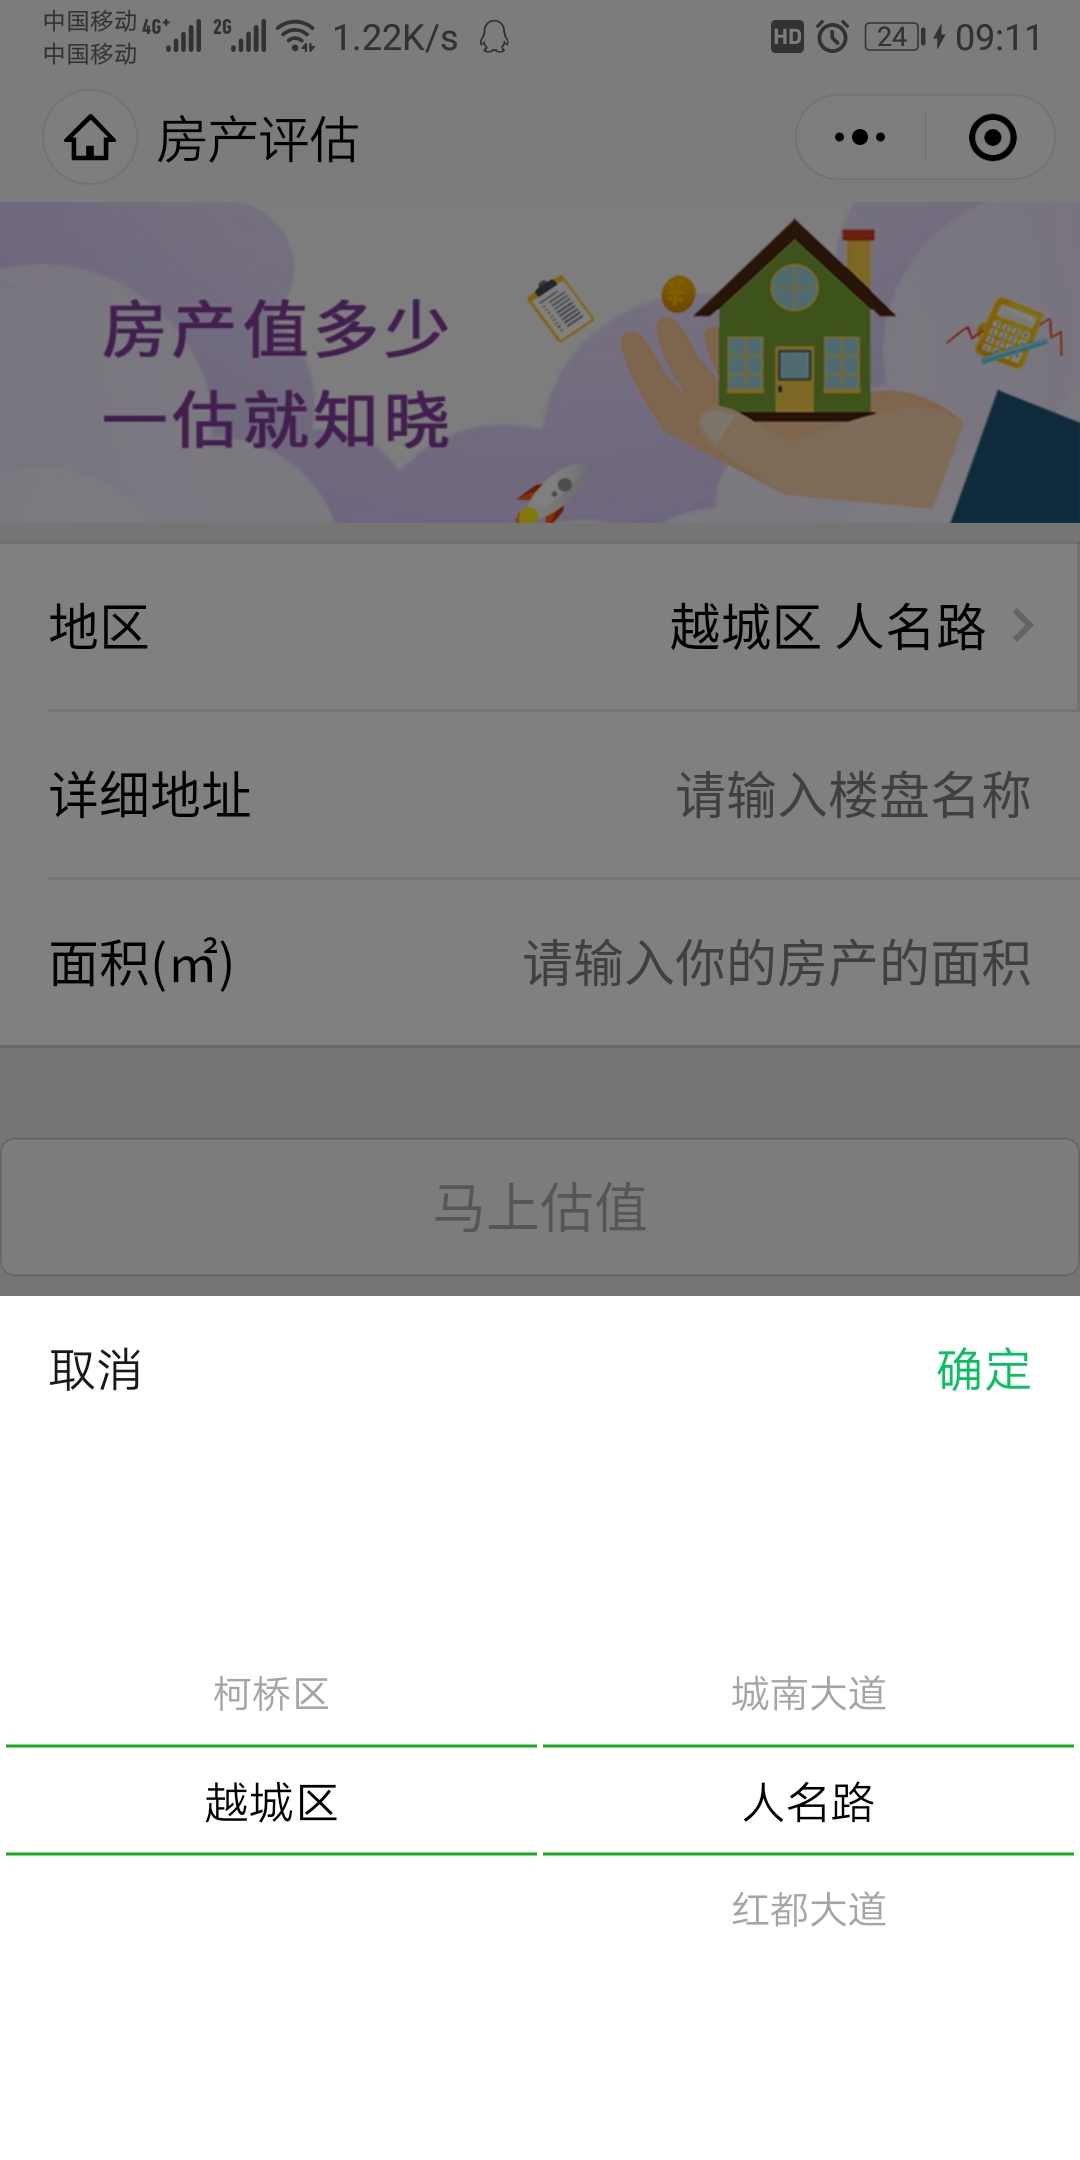 中国移动 4G+ 2G 1.22K/s HD 24 09:11
中国移动
房产评估
房产值多少
一估就知晓
地区 越城区 人名路
详细地址 请输入楼盘名称
面积(㎡) 请输入你的房产的面积
马上估值
取消 确定
柯桥区 城南大道
越城区 人名路
红都大道